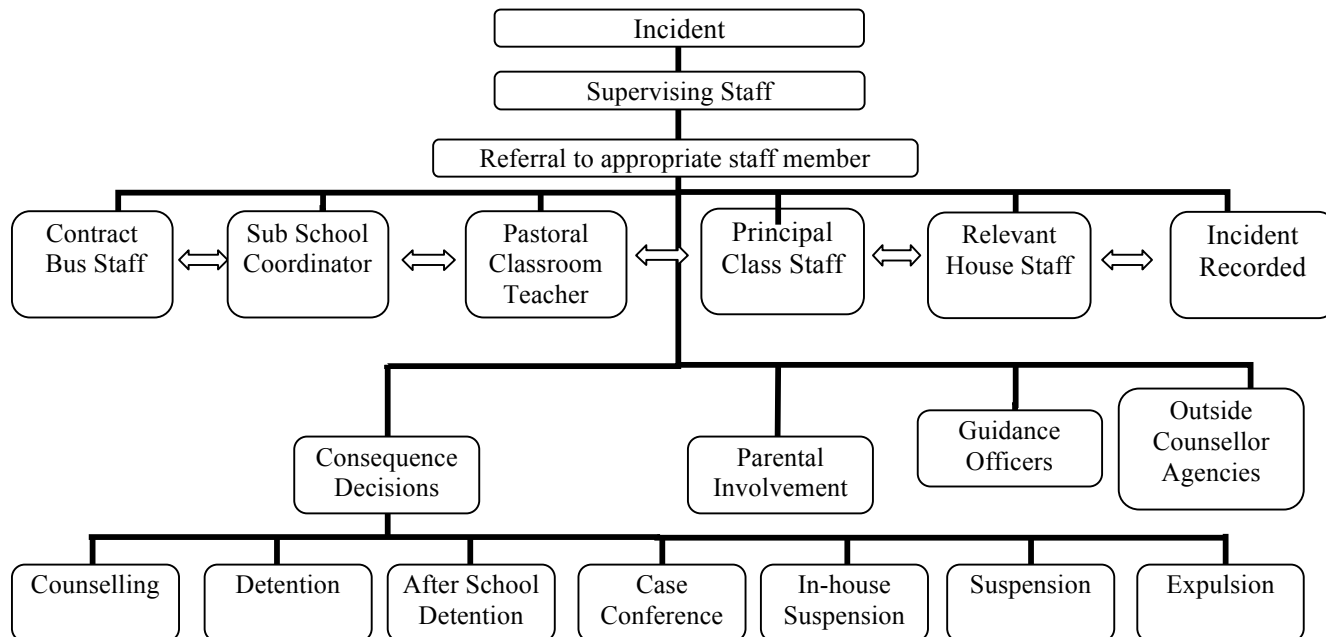 Incident
Supervising Staff
Referral to appropriate staff member
Contract
Bus Staff
Sub School
Coordinator
Pastoral
Classroom
Teacher
Principal
Class Staff
Relevant
House Staff
Incident
Recorded
Consequence
Decisions
Parental
Involvement
Guidance
Officers
Outside
Counsellor
Agencies
Counselling
Detention
After School
Detention
Case
Conference
In-house
Suspension
Suspension
Expulsion